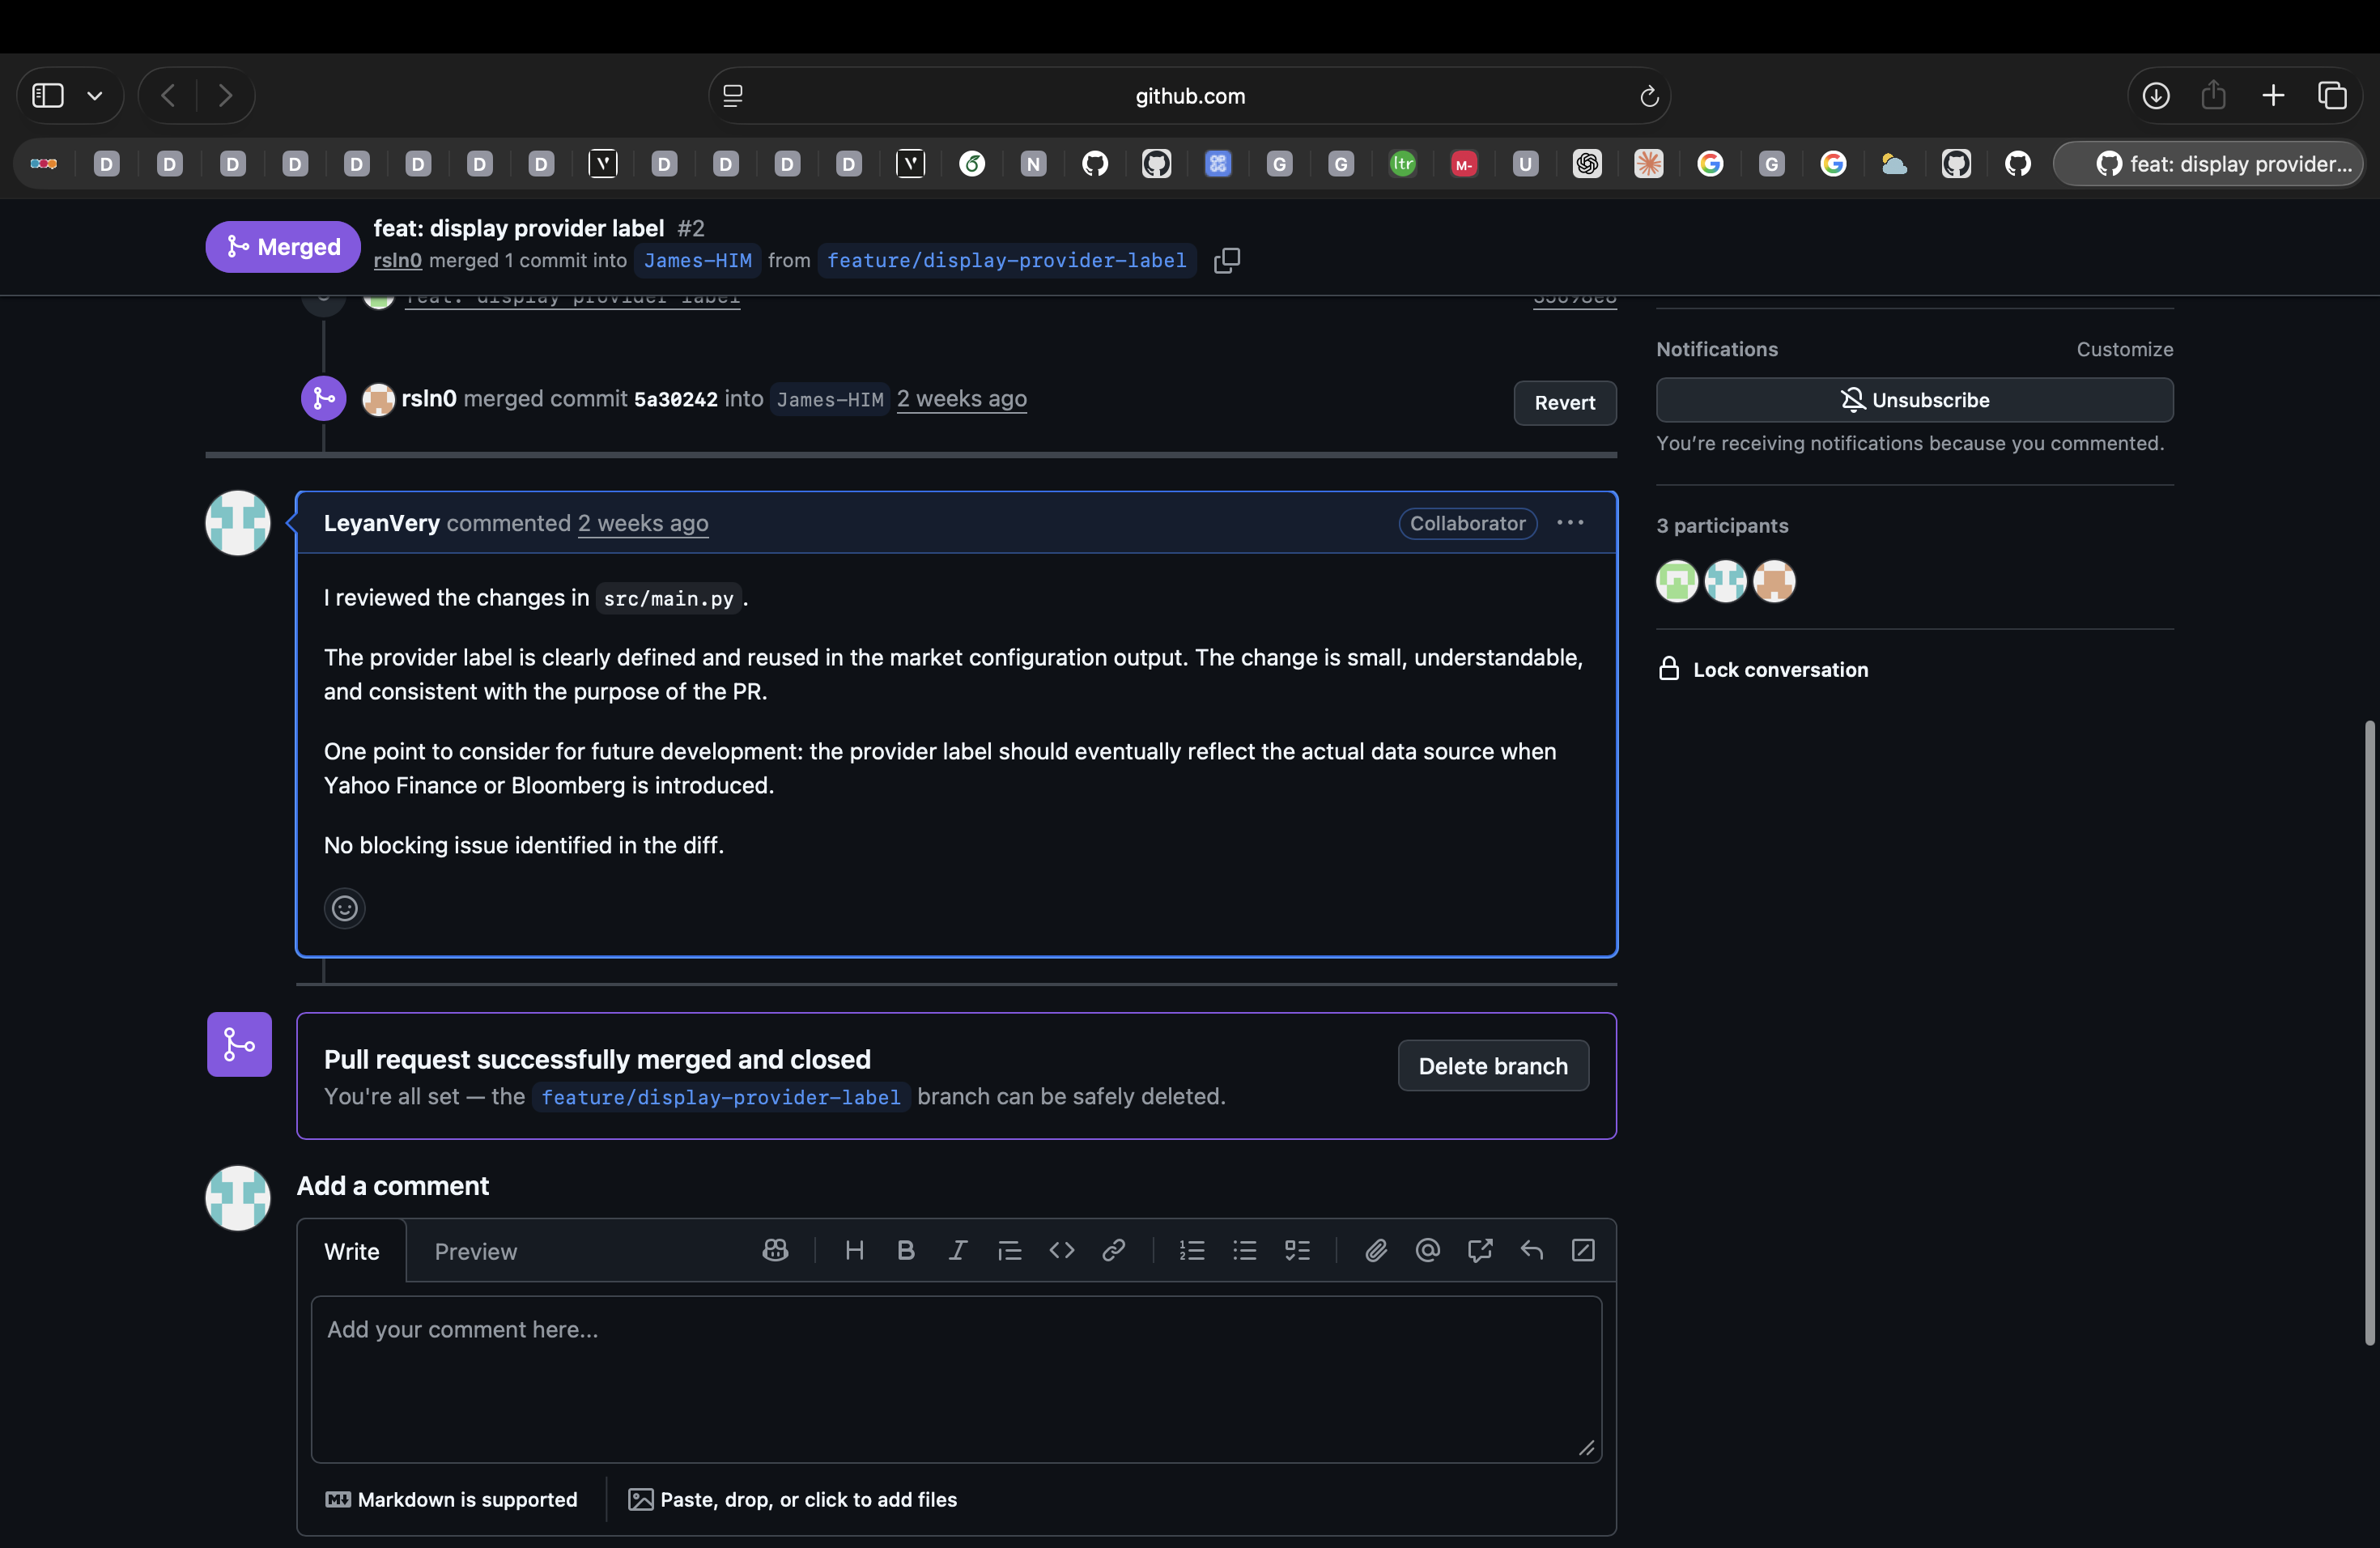 github.com
D D D D D D D D D D D D N G G ltr M- U G feat: display provider...
Merged
feat: display provider label #2
rsln0 merged 1 commit into James-HIM from feature/display-provider-label
feat: display provider label
rsln0 merged commit 5a30242 into James-HIM 2 weeks ago
Revert
LeyanVery commented 2 weeks ago
Collaborator
I reviewed the changes in src/main.py.
The provider label is clearly defined and reused in the market configuration output. The change is small, understandable,
and consistent with the purpose of the PR.
One point to consider for future development: the provider label should eventually reflect the actual data source when
Yahoo Finance or Bloomberg is introduced.
No blocking issue identified in the diff.
Pull request successfully merged and closed
You're all set — the feature/display-provider-label branch can be safely deleted.
Delete branch
Add a comment
Write Preview
Add your comment here...
Markdown is supported
Paste, drop, or click to add files
Notifications
Customize
Unsubscribe
You're receiving notifications because you commented.
3 participants
Lock conversation